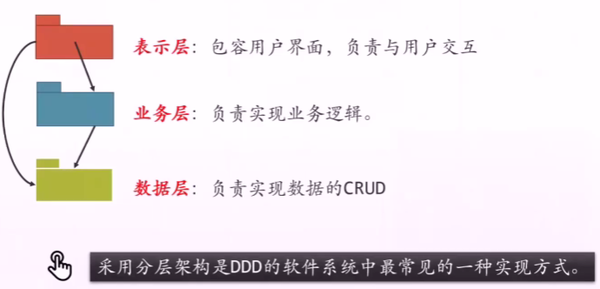 表示层：包容用户界面，负责与用户交互
业务层：负责实现业务逻辑。
数据层：负责实现数据的CRUD
采用分层架构是DDD的软件系统中最常见的一种实现方式。